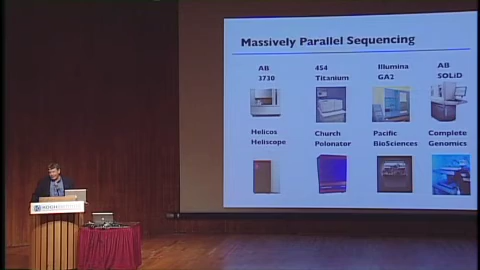 Massively Parallel Sequencing
AB
3730
454
Titanium
Illumina
GA2
AB
SOLiD
Helicos
Heliscope
Church
Polonator
Pacific
BioSciences
Complete
Genomics